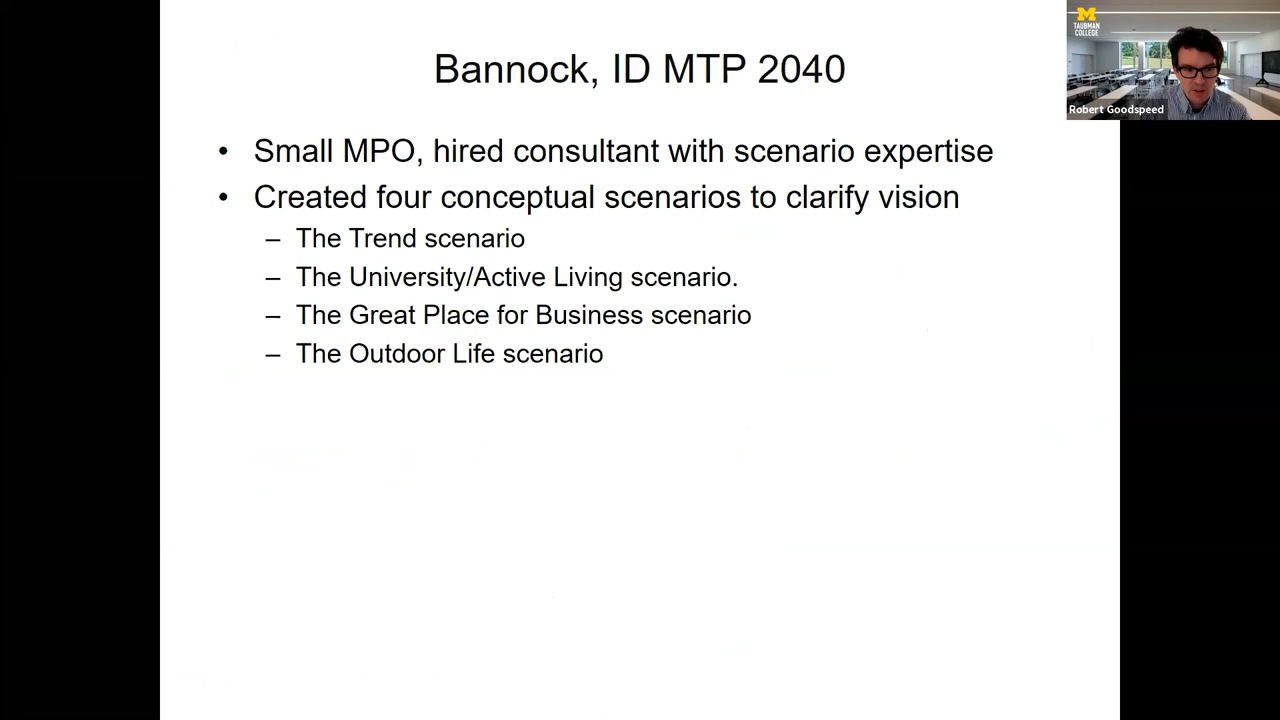 Bannock, ID MTP 2040
• Small MPO, hired consultant with scenario expertise
• Created four conceptual scenarios to clarify vision
– The Trend scenario
– The University/Active Living scenario.
– The Great Place for Business scenario
– The Outdoor Life scenario
M
TAUBMAN
COLLEGE
Robert Goodspeed